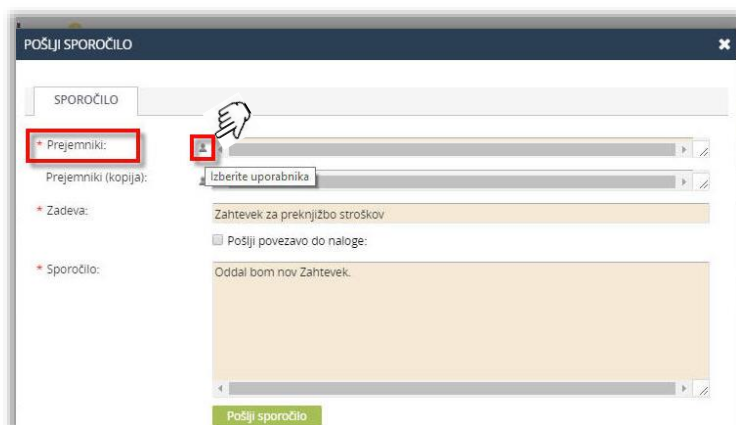 POŠLJI SPOROČILO
SPOROČILO
* Prejemniki:
Izberite uporabnika
Prejemniki (kopija):
* Zadeva:
Zahtevek za preknjižbo stroškov
Pošlji povezavo do naloge:
* Sporočilo:
Oddal bom nov Zahtevek.
Pošlji sporočilo